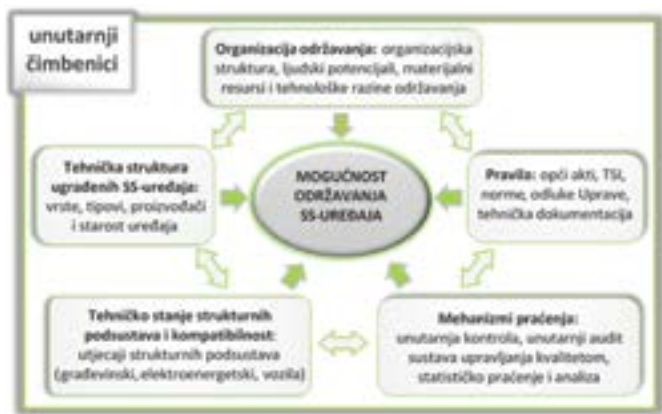 unutarnji
čimbenici
Organizacija održavanja: organizacijska
struktura, ljudski potencijali, materijalni
resursi i tehnološke razine održavanja
Tehnička struktura
ugrađenih SS-uređaja:
vrste, tipovi, proizvođači
i starost uređaja
MOGUĆNOST
ODRŽAVANJA
SS-UREĐAJA
Pravila: opći akti, TSI,
norme, odluke Uprave,
tehnička dokumentacija
Tehničko stanje strukturnih
podsustava i kompatibilnost:
utjecaji strukturnih podsustava
(građevinski, elektroenergetski, vozila)
Mehanizmi praćenja:
unutarnja kontrola, unutarnji audit
sustava upravljanja kvalitetom,
statističko praćenje i analiza